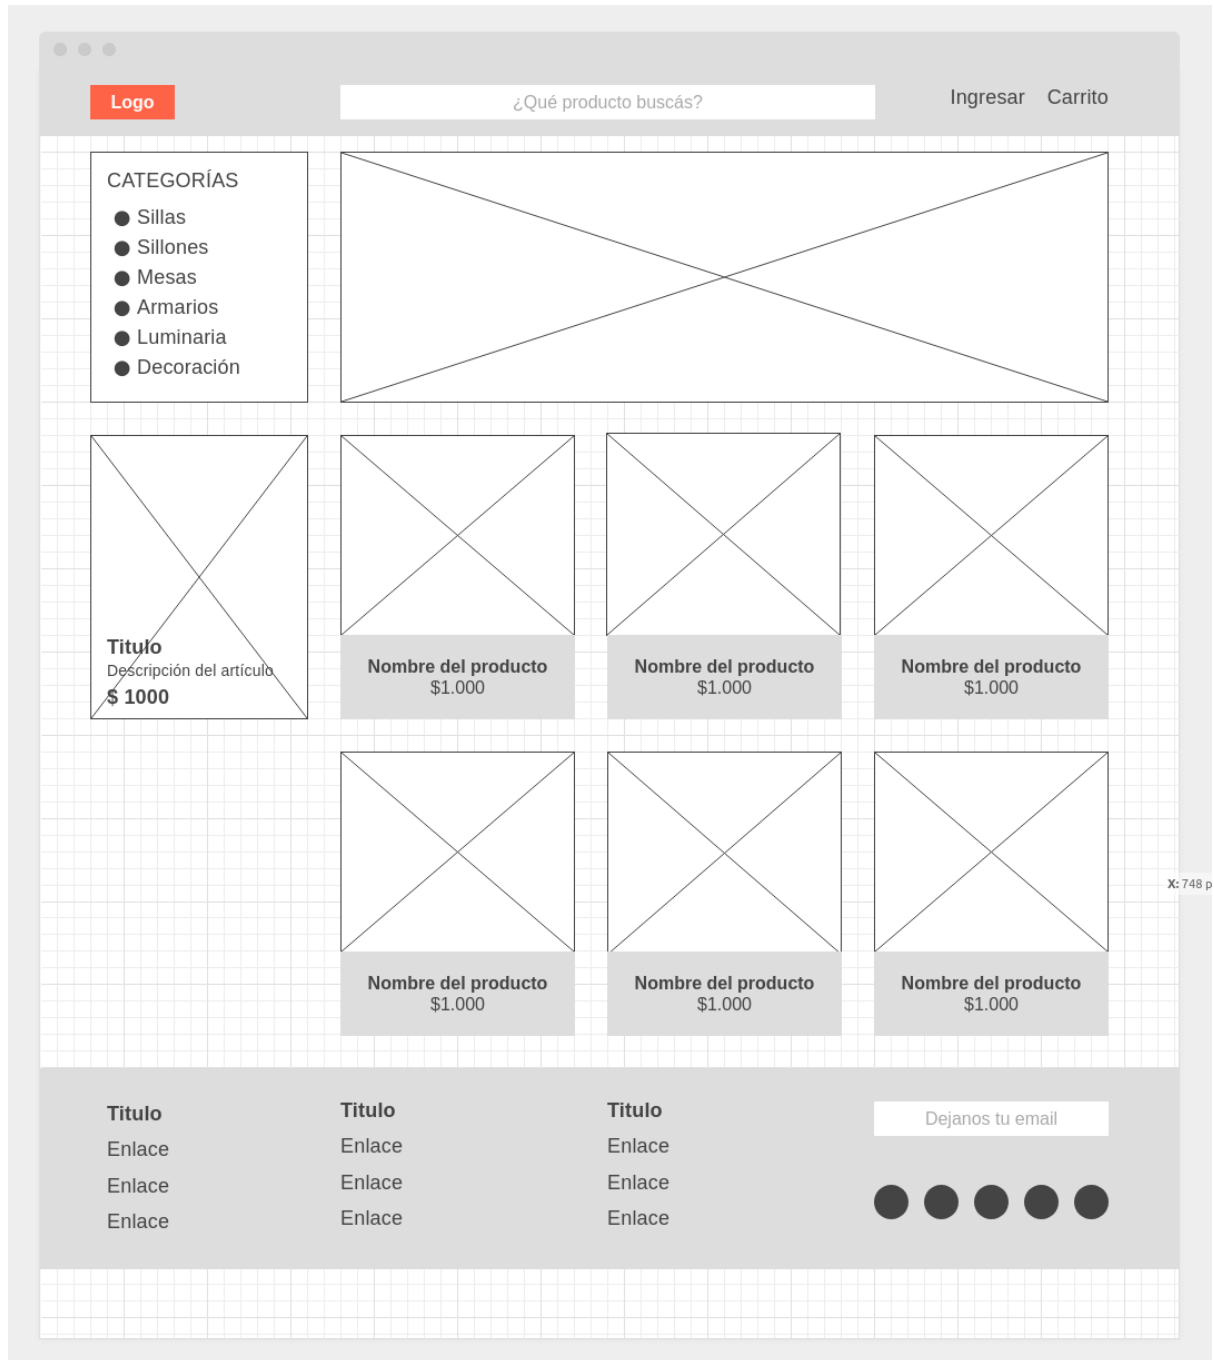 Logo
¿Qué producto buscás?
Ingresar
Carrito
CATEGORÍAS
Sillas
Sillones
Mesas
Armarios
Luminaria
Decoración
Titulo
Descripción del artículo
$ 1000
Nombre del producto
$1.000
Nombre del producto
$1.000
Nombre del producto
$1.000
Nombre del producto
$1.000
Nombre del producto
$1.000
Nombre del producto
$1.000
X: 748 p
Titulo
Enlace
Enlace
Enlace
Titulo
Enlace
Enlace
Enlace
Titulo
Enlace
Enlace
Enlace
Dejanos tu email